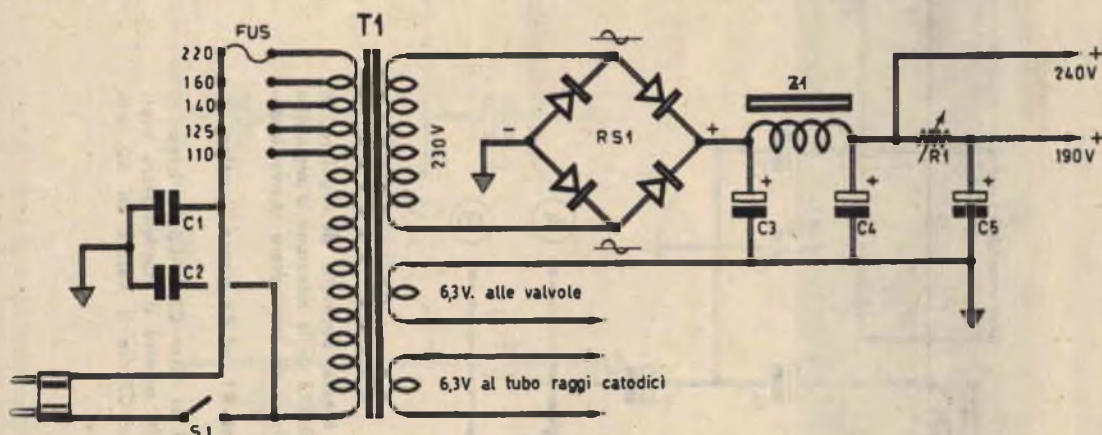 T1
FUS
220
160
140
125
110
C1
C2
S1
230V
RS1
-
+
Z1
+
C3
+
C4
R1
+
C5
240V
190V
6,3V. alle valvole
6,3V al tubo raggi catodici